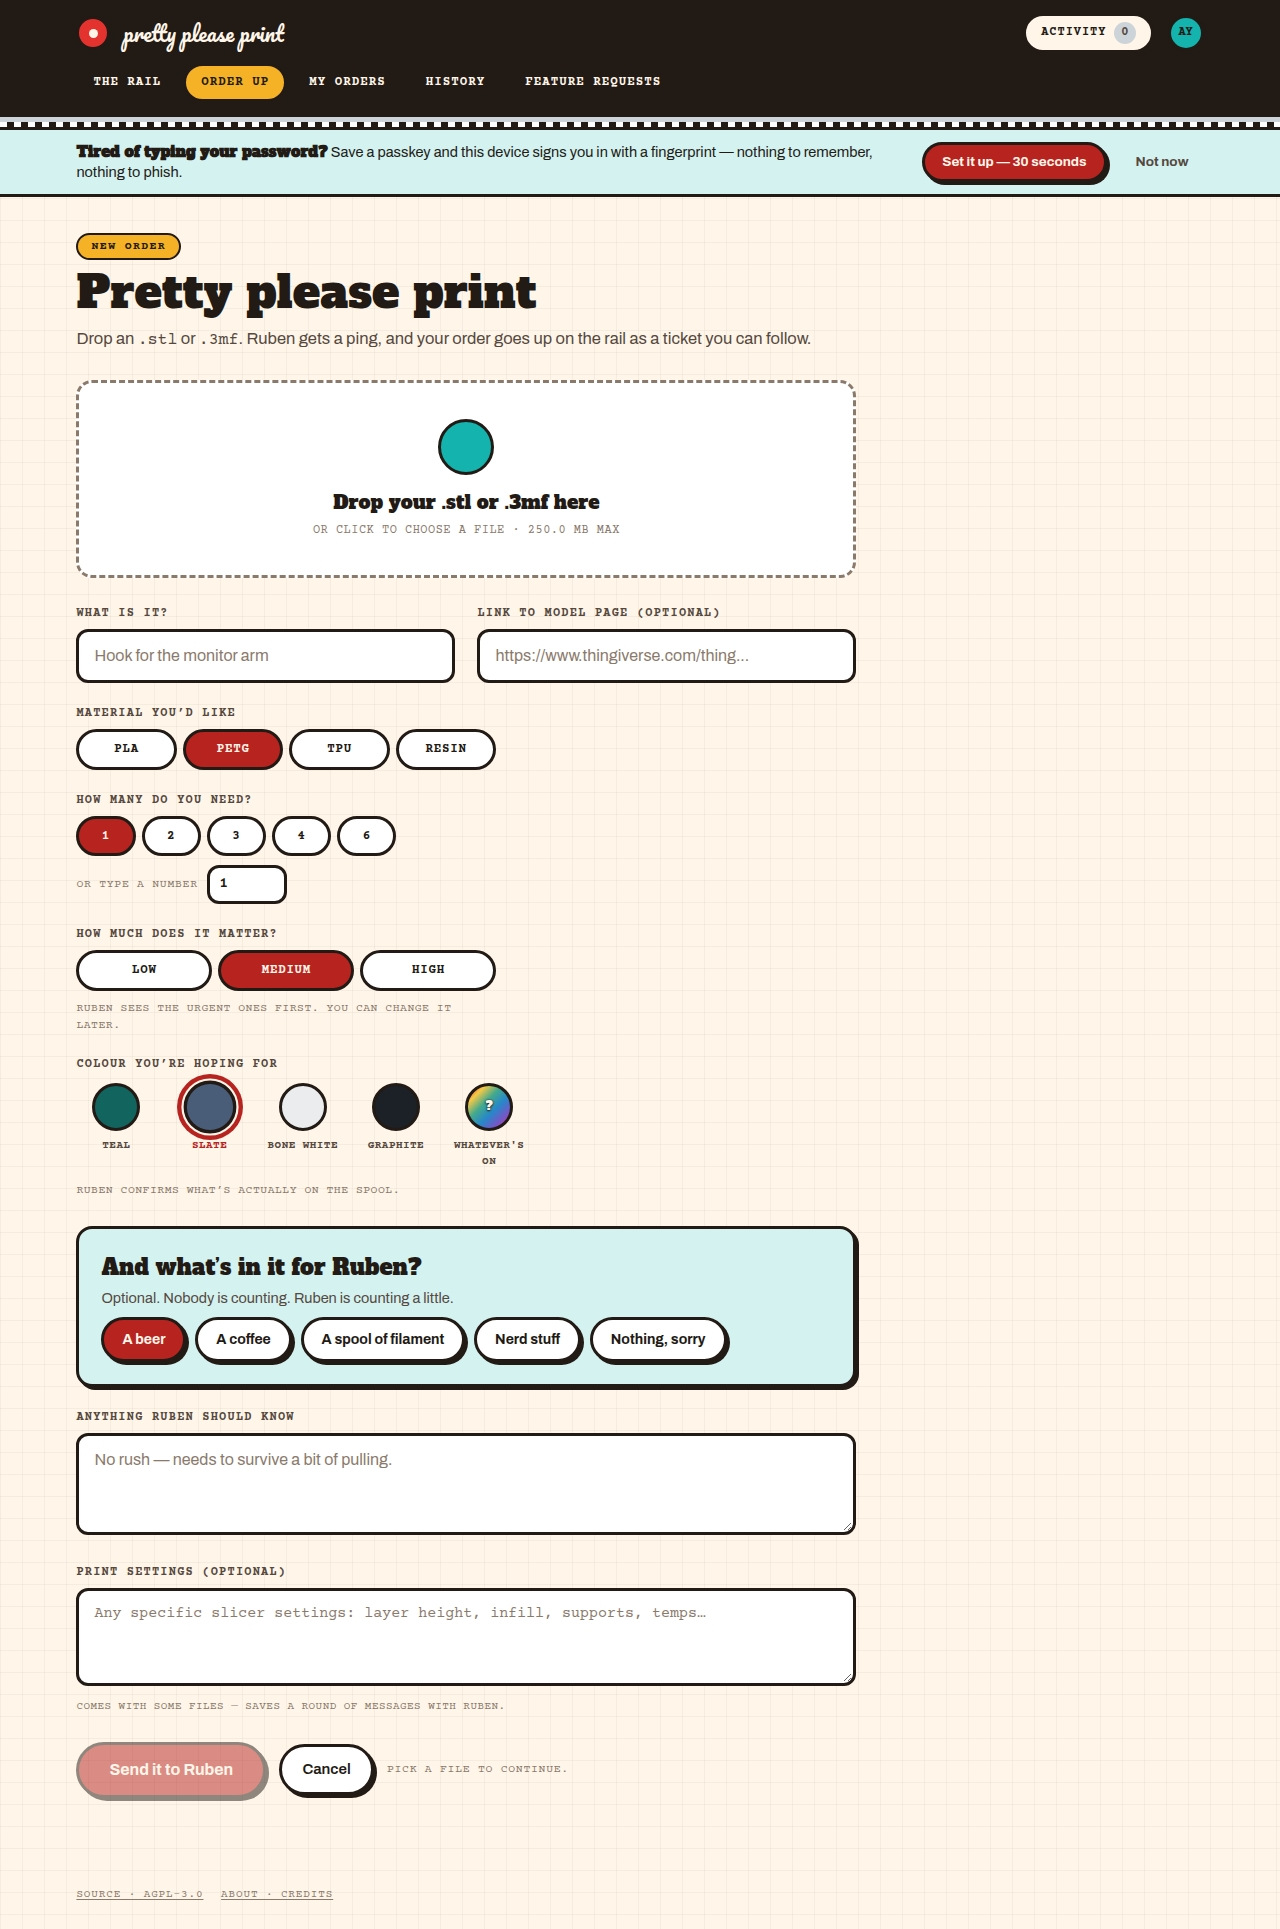 pretty please print
ACTIVITY 0
AY
THE RAIL
ORDER UP
MY ORDERS
HISTORY
FEATURE REQUESTS
Tired of typing your password? Save a passkey and this device signs you in with a fingerprint — nothing to remember,
nothing to phish.
Set it up — 30 seconds
Not now
NEW ORDER
Pretty please print
Drop an .stl or .3mf. Ruben gets a ping, and your order goes up on the rail as a ticket you can follow.
Drop your .stl or .3mf here
OR CLICK TO CHOOSE A FILE · 250.0 MB MAX
WHAT IS IT?
LINK TO MODEL PAGE (OPTIONAL)
Hook for the monitor arm
https://www.thingiverse.com/thing...
MATERIAL YOU'D LIKE
PLA
PETG
TPU
RESIN
HOW MANY DO YOU NEED?
1
2
3
4
6
OR TYPE A NUMBER
1
HOW MUCH DOES IT MATTER?
LOW
MEDIUM
HIGH
RUBEN SEES THE URGENT ONES FIRST. YOU CAN CHANGE IT
LATER.
COLOUR YOU'RE HOPING FOR
?
TEAL
SLATE
BONE WHITE
GRAPHITE
WHATEVER'S
ON
RUBEN CONFIRMS WHAT'S ACTUALLY ON THE SPOOL.
And what's in it for Ruben?
Optional. Nobody is counting. Ruben is counting a little.
A beer
A coffee
A spool of filament
Nerd stuff
Nothing, sorry
ANYTHING RUBEN SHOULD KNOW
No rush — needs to survive a bit of pulling.
PRINT SETTINGS (OPTIONAL)
Any specific slicer settings: layer height, infill, supports, temps…
COMES WITH SOME FILES — SAVES A ROUND OF MESSAGES WITH RUBEN.
Send it to Ruben
Cancel
PICK A FILE TO CONTINUE.
SOURCE · AGPL-3.0
ABOUT · CREDITS